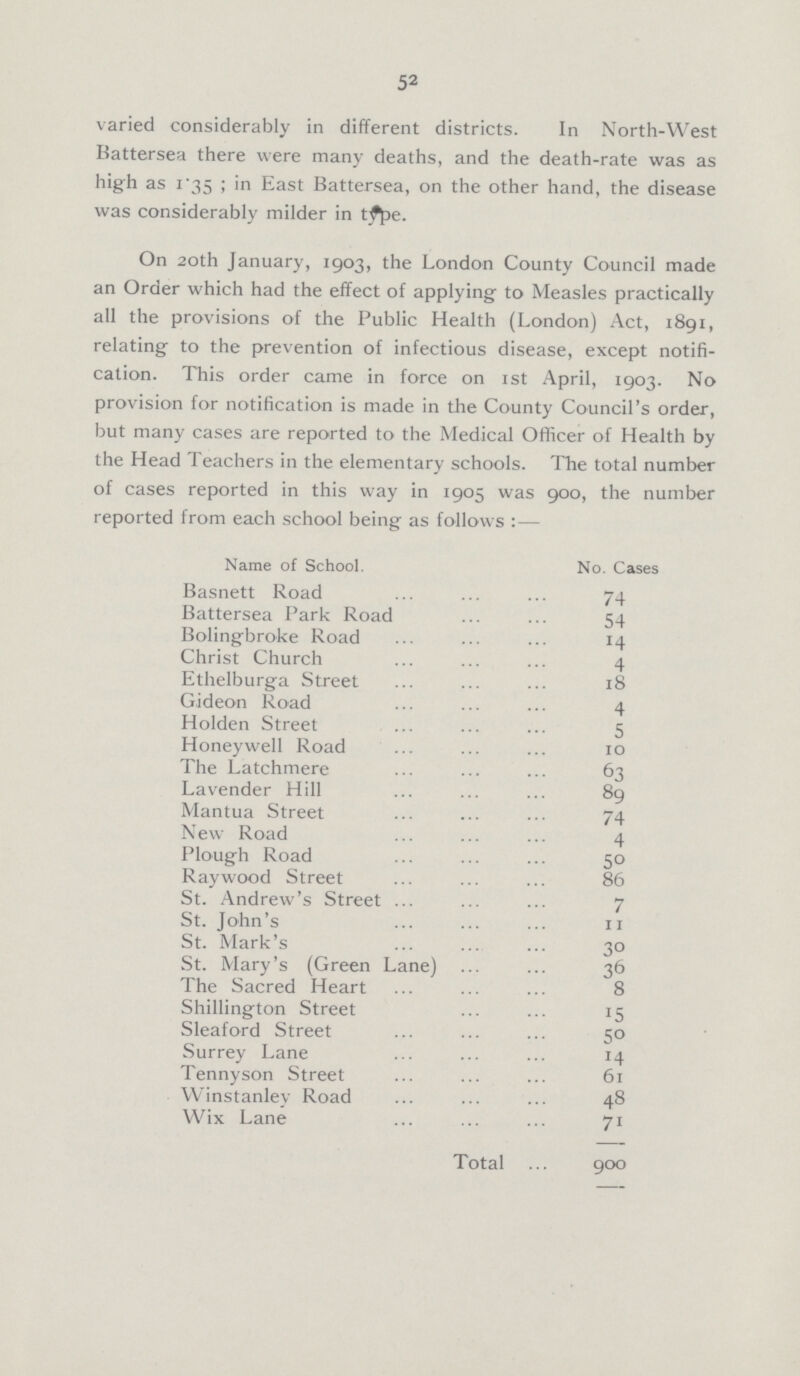 52
varied considerably in different districts. In North-West
Battersea there were many deaths, and the death-rate was as
high as 1·35 ; in East Battersea, on the other hand, the disease
was considerably milder in type.
On 20th January, 1903, the London County Council made
an Order which had the effect of applying to Measles practically
all the provisions of the Public Health (London) Act, 1891,
relating to the prevention of infectious disease, except notifi-
cation. This order came in force on 1st April, 1903. No
provision for notification is made in the County Council's order,
but many cases are reported to the Medical Officer of Health by
the Head Teachers in the elementary schools. The total number
of cases reported in this way in 1905 was 900, the number
reported from each school being as follows :—
Name of School. No. Cases
Basnett Road ... ... ... 74
Battersea Park Road ... ... 54
Bolingbroke Road ... ... ... 14
Christ Church ... ... ... 4
Ethelburga Street ... ... ... 18
Gideon Road ... ... ... 4
Holden Street ... ... ... 5
Honeywell Road ... ... ... 10
The Latchmere ... ... ... 63
Lavender Hill ... ... ... 89
Mantua Street ... ... ... 74
New Road ... ... ... 4
Plough Road ... ... ... 50
Raywood Street ... ... ... 86
St. Andrew's Street ... ... ... 7
St. John's ... ... ... 11
St. Mark's ... ... ... 30
St. Mary's (Green Lane) ... ... 36
The Sacred Heart ... ... ... 8
Shillington Street ... ... 15
Sleaford Street ... ... ... 50
Surrey Lane ... ... ... 14
Tennyson Street ... ... ... 61
Winstanley Road ... ... ... 48
Wix Lane ... ... ... 71
Total ... 900